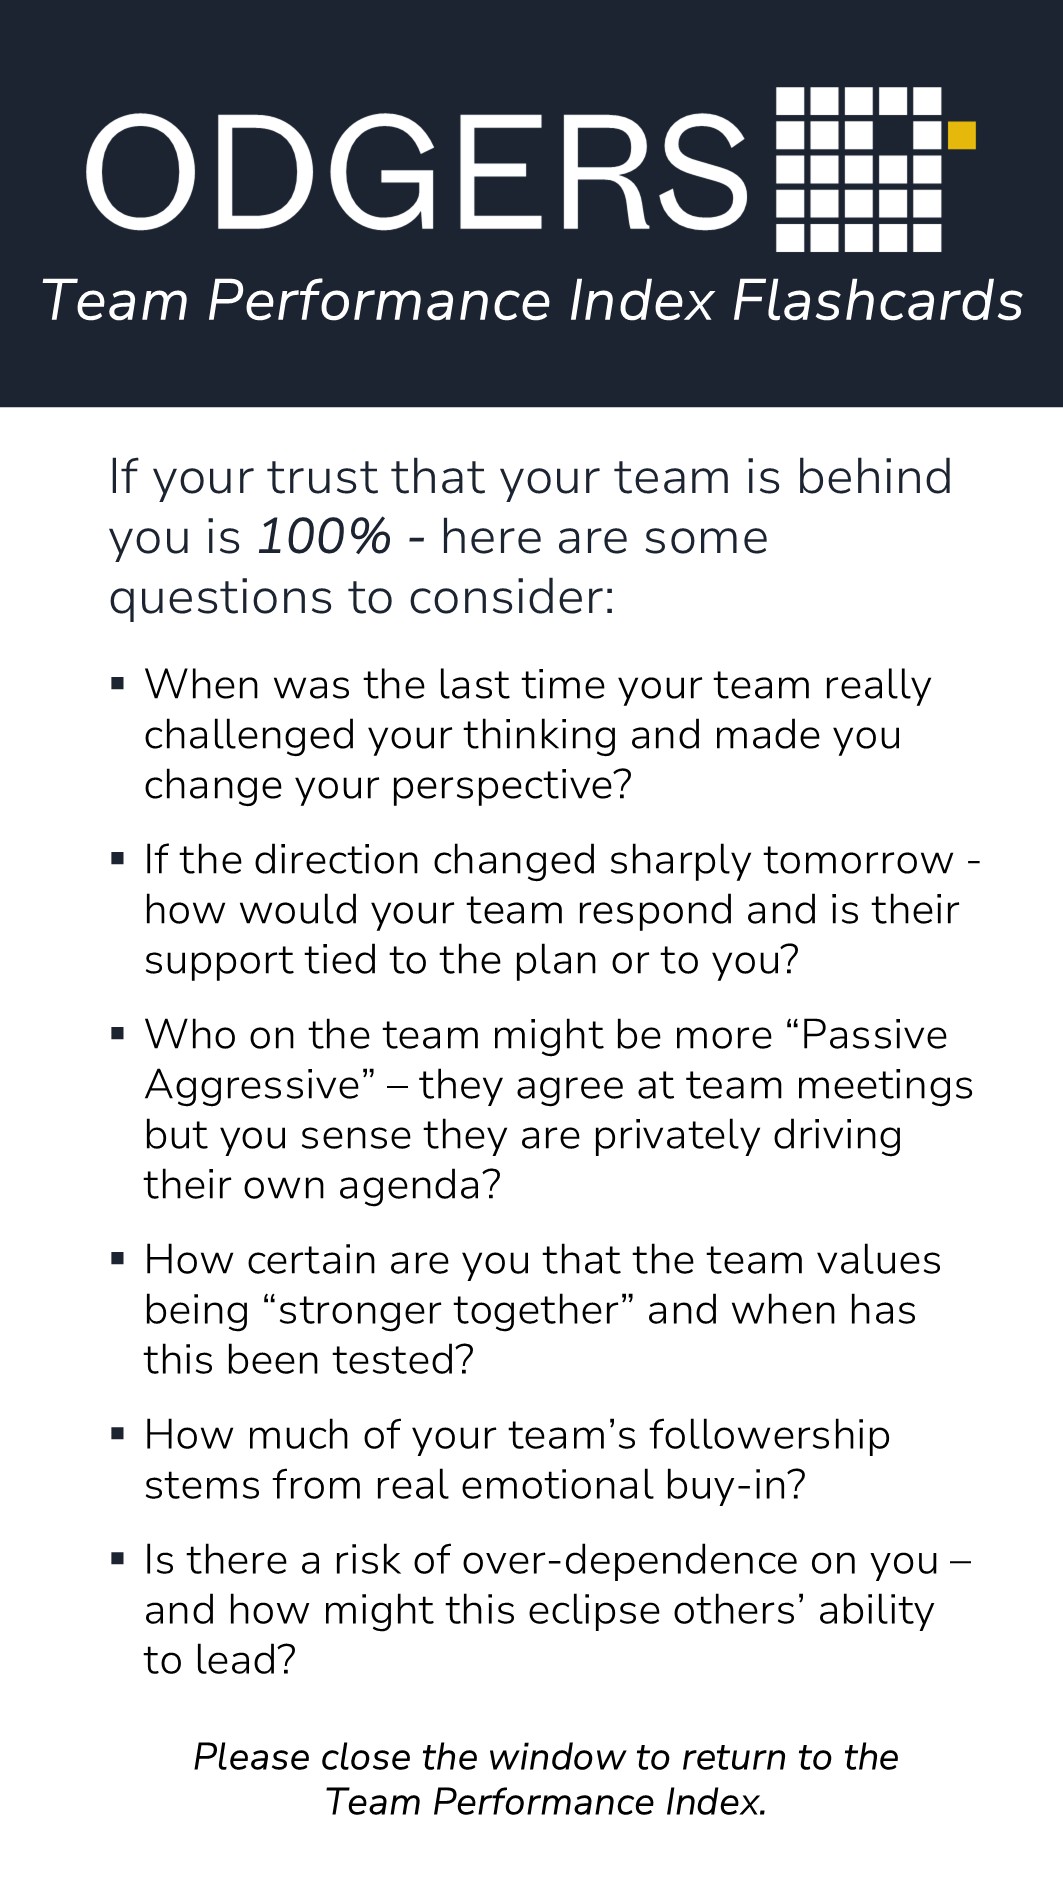 ODGERS
Team Performance Index Flashcards
If your trust that your team is behind
you is 100% - here are some
questions to consider:
▪ When was the last time your team really
challenged your thinking and made you
change your perspective?
▪ If the direction changed sharply tomorrow -
how would your team respond and is their
support tied to the plan or to you?
▪ Who on the team might be more “Passive
Aggressive” – they agree at team meetings
but you sense they are privately driving
their own agenda?
▪ How certain are you that the team values
being “stronger together” and when has
this been tested?
▪ How much of your team’s followership
stems from real emotional buy-in?
▪ Is there a risk of over-dependence on you –
and how might this eclipse others’ ability
to lead?
Please close the window to return to the
Team Performance Index.